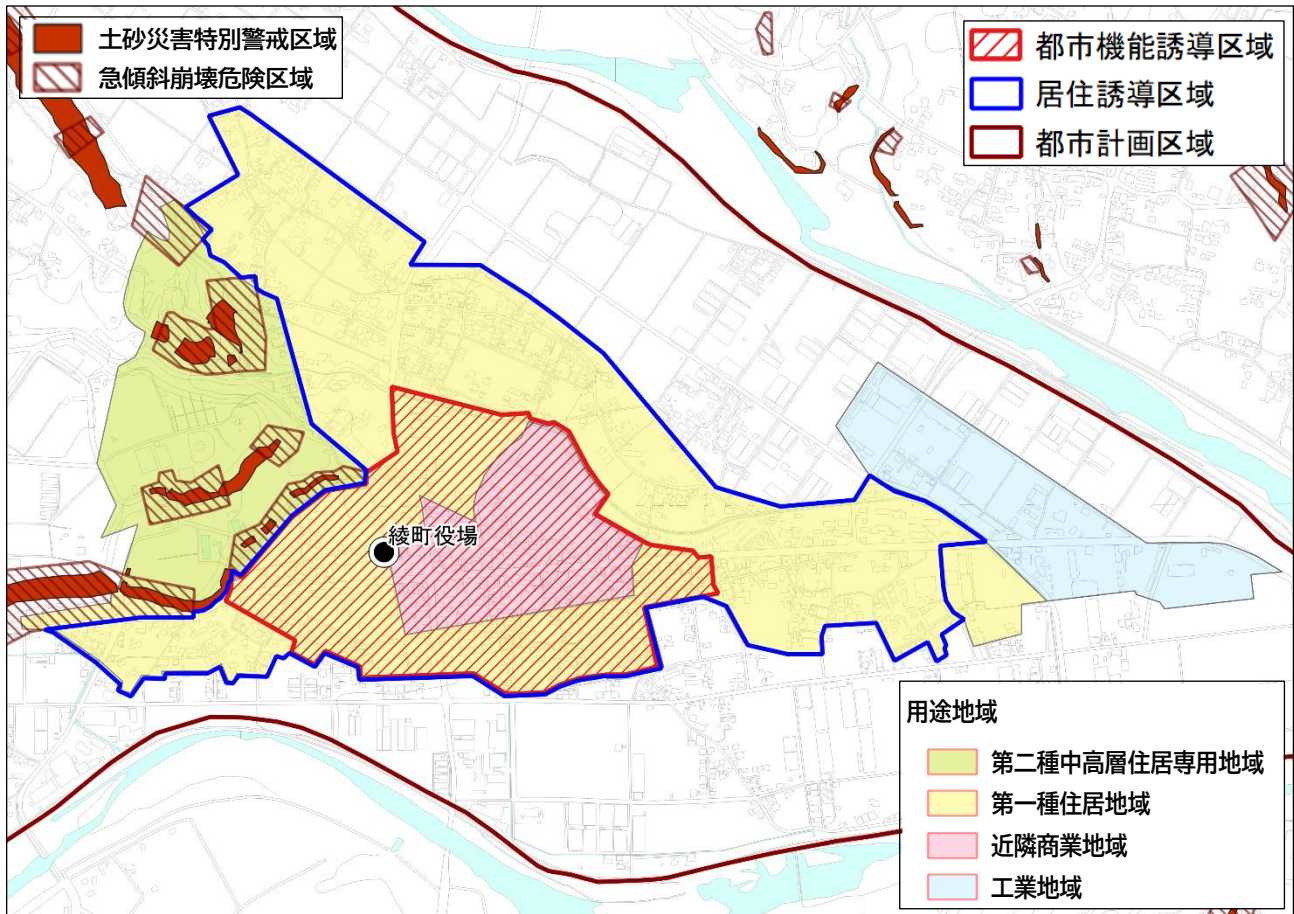 土砂災害特別警戒区域
急傾斜崩壊危険区域
都市機能誘導区域
居住誘導区域
都市計画区域
綾町役場
用途地域
第二種中高層住居専用地域
第一種住居地域
近隣商業地域
工業地域